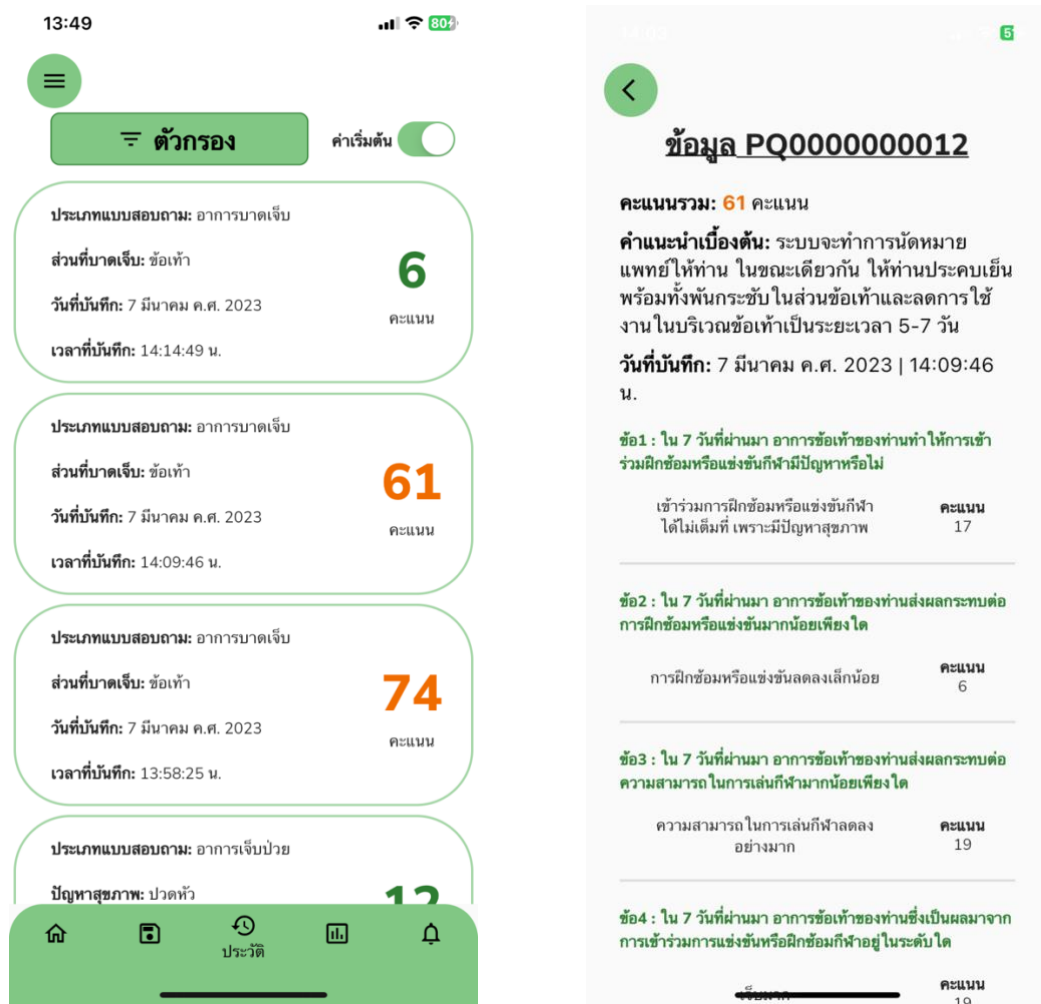 13:49
80
ตัวกรอง
ค่าเริ่มต้น
ประเภทแบบสอบถาม: อาการบาดเจ็บ
ส่วนที่บาดเจ็บ: ข้อเท้า
วันที่บันทึก: 7 มีนาคม ค.ศ. 2023
เวลาที่บันทึก: 14:14:49 น.
6
คะแนน
ประเภทแบบสอบถาม: อาการบาดเจ็บ
ส่วนที่บาดเจ็บ: ข้อเท้า
วันที่บันทึก: 7 มีนาคม ค.ศ. 2023
เวลาที่บันทึก: 14:09:46 น.
61
คะแนน
ประเภทแบบสอบถาม: อาการบาดเจ็บ
ส่วนที่บาดเจ็บ: ข้อเท้า
วันที่บันทึก: 7 มีนาคม ค.ศ. 2023
เวลาที่บันทึก: 13:58:25 น.
74
คะแนน
ประเภทแบบสอบถาม: อาการเจ็บป่วย
ปัญหาสุขภาพ: ปวดหัว
12
ประวัติ
ข้อมูล PQ0000000012
คะแนนรวม: 61 คะแนน
คำแนะนำเบื้องต้น: ระบบจะทำการนัดหมาย
แพทย์ให้ท่าน ในขณะเดียวกัน ให้ท่านประคบเย็น
พร้อมทั้งพันกระชับในส่วนข้อเท้าและลดการใช้
งานในบริเวณข้อเท้าเป็นระยะเวลา 5-7 วัน
วันที่บันทึก: 7 มีนาคม ค.ศ. 2023 | 14:09:46
น.
ข้อ1 : ใน 7 วันที่ผ่านมา อาการข้อเท้าของท่านทำให้การเข้า
ร่วมฝึกซ้อมหรือแข่งขันกีฬามีปัญหาหรือไม่
เข้าร่วมการฝึกซ้อมหรือแข่งขันกีฬา
ได้ไม่เต็มที่ เพราะมีปัญหาสุขภาพ
คะแนน
17
ข้อ2 : ใน 7 วันที่ผ่านมา อาการข้อเท้าของท่านส่งผลกระทบต่อ
การฝึกซ้อมหรือแข่งขันมากน้อยเพียงใด
การฝึกซ้อมหรือแข่งขันลดลงเล็กน้อย
คะแนน
6
ข้อ3 : ใน 7 วันที่ผ่านมา อาการข้อเท้าของท่านส่งผลกระทบต่อ
ความสามารถในการเล่นกีฬามากน้อยเพียงใด
ความสามารถในการเล่นกีฬาลดลง
อย่างมาก
คะแนน
19
ข้อ4 : ใน 7 วันที่ผ่านมา อาการข้อเท้าของท่านซึ่งเป็นผลมาจาก
การเข้าร่วมการแข่งขันหรือฝึกซ้อมกีฬาอยู่ในระดับใด
คะแนน
19